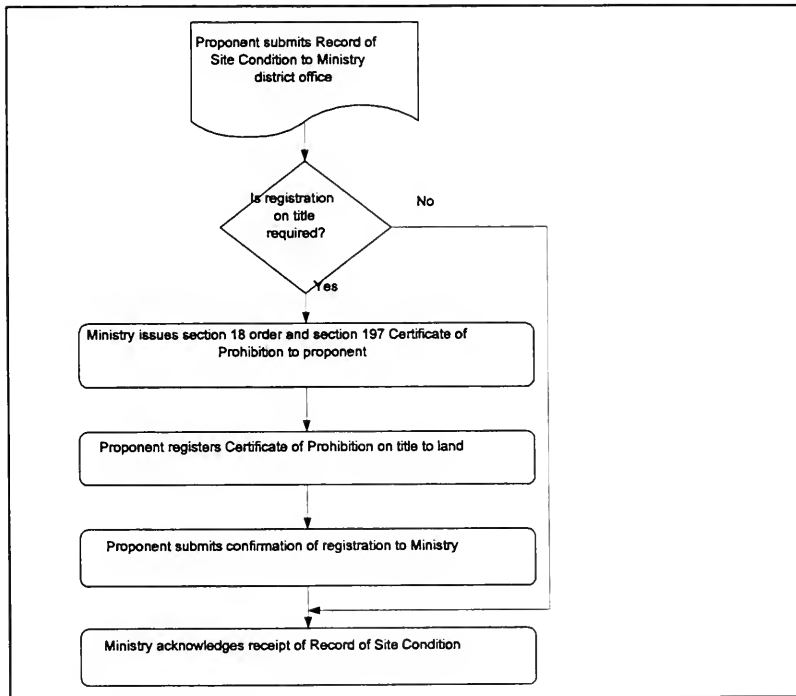 Proponent submits Record of
Site Condition to Ministry
district office
Is registration
on title
required?
No
Yes
Ministry issues section 18 order and section 197 Certificate of
Prohibition to proponent
Proponent registers Certificate of Prohibition on title to land
Proponent submits confirmation of registration to Ministry
Ministry acknowledges receipt of Record of Site Condition